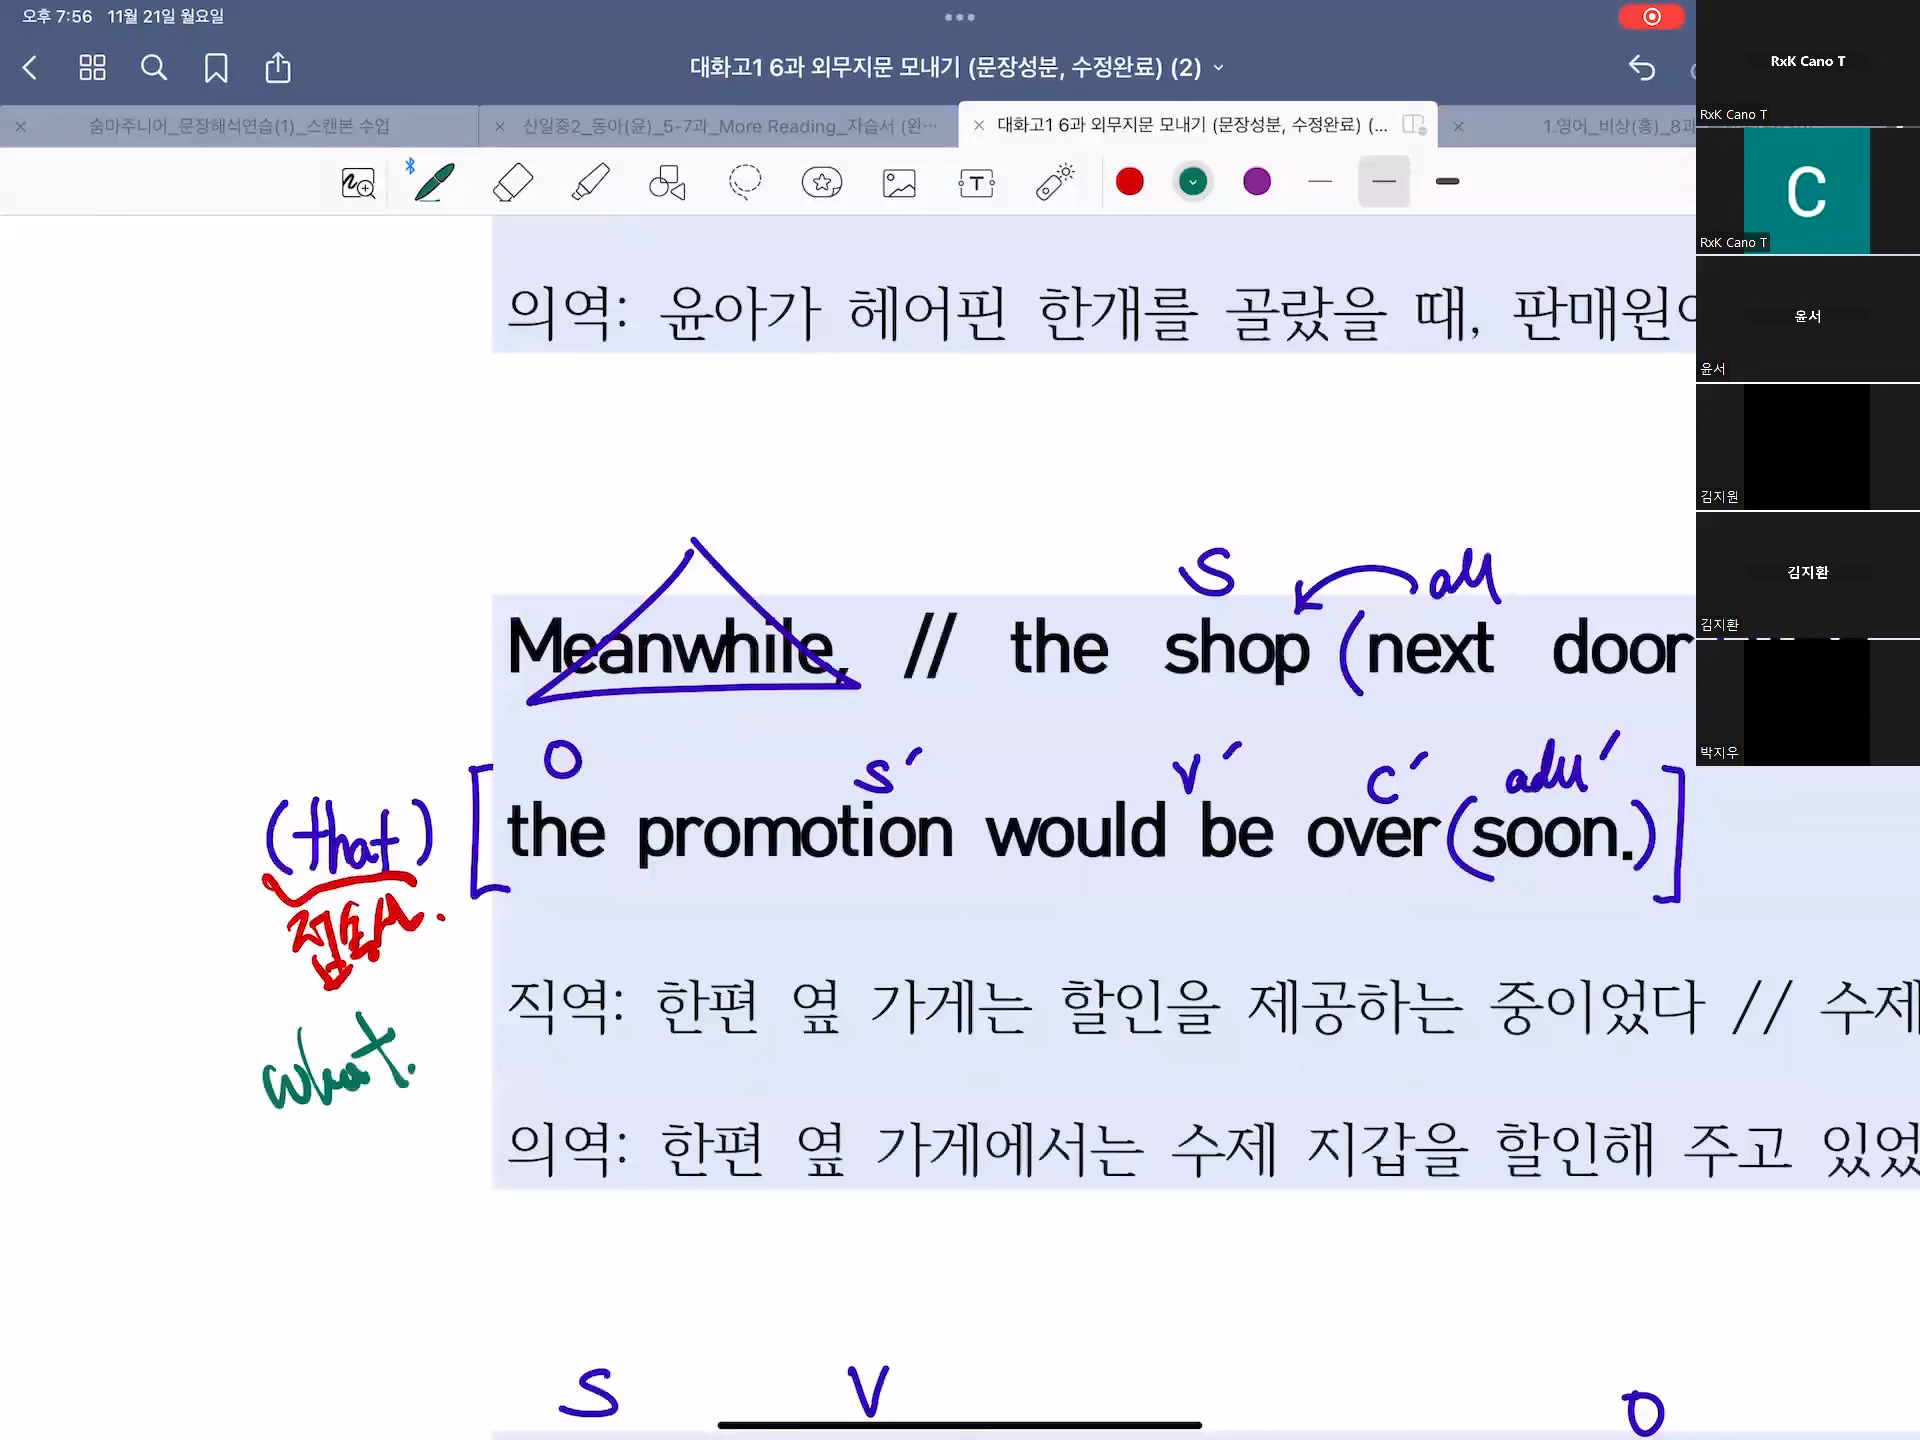 오후 7:56 11월 21일 월요일
대화고1 6과 외무지문 모내기 (문장성분, 수정완료) (2)
숨마주니어_문장해석연습(1)_스캔본 수업
신일중2_동아(윤)_5-7과_More Reading_자습서 (완…
대화고1 6과 외무지문 모내기 (문장성분, 수정완료) (...
1.영어_비상(홍)_8과
RxK Cano T
RxK Cano T
C
RxK Cano T
윤서
윤서
김지원
김지환
김지환
박지우
의역: 윤아가 헤어핀 한개를 골랐을 때, 판매원
S
Meanwhile, // the shop (next door
O s′ v′ c′
(that) [the promotion would be over (soon.)]
접속사.
what.
직역: 한편 옆 가게는 할인을 제공하는 중이었다 // 수제
의역: 한편 옆 가게에서는 수제 지갑을 할인해 주고 있었
S V O